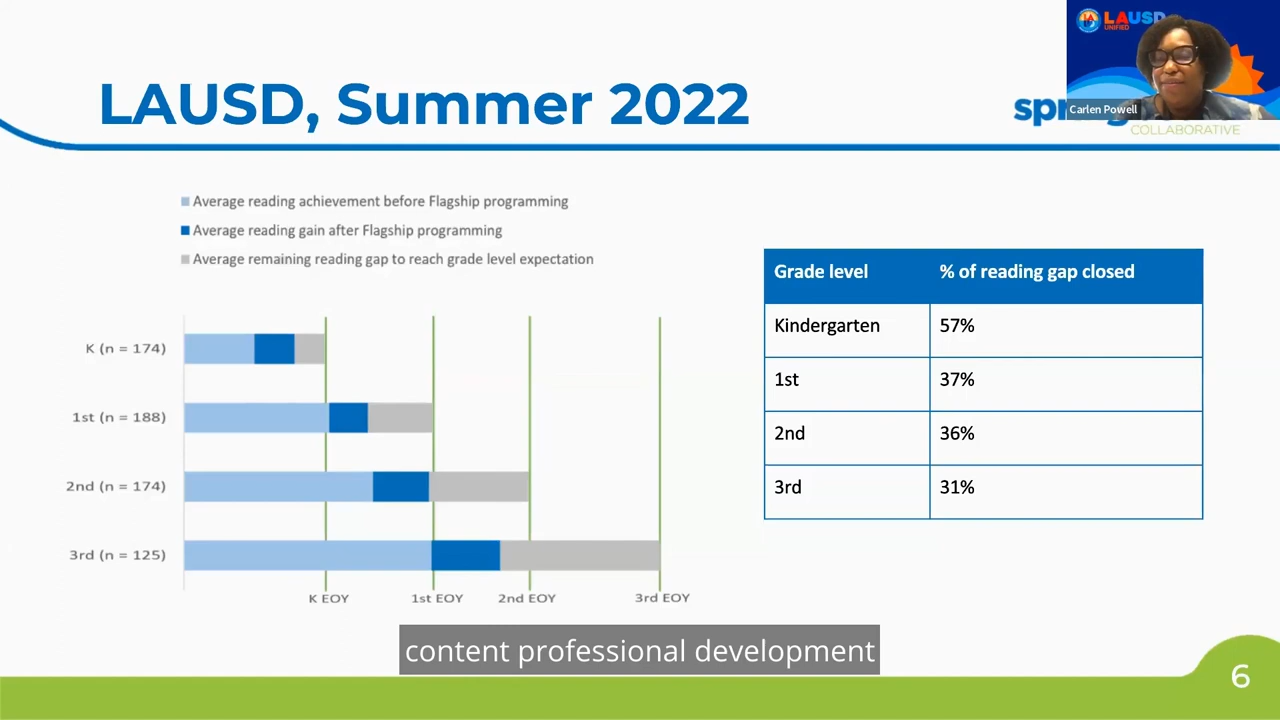 LAUSD
UNIFIED
Carlen Powell
LAUSD, Summer 2022
COLLABORATIVE
Average reading achievement before Flagship programming
Average reading gain after Flagship programming
Average remaining reading gap to reach grade level expectation
K (n = 174)
1st (n = 188)
2nd (n = 174)
3rd (n = 125)
K EOY 1st EOY 2nd EOY 3rd EOY
Grade level % of reading gap closed
Kindergarten 57%
1st 37%
2nd 36%
3rd 31%
content professional development
6